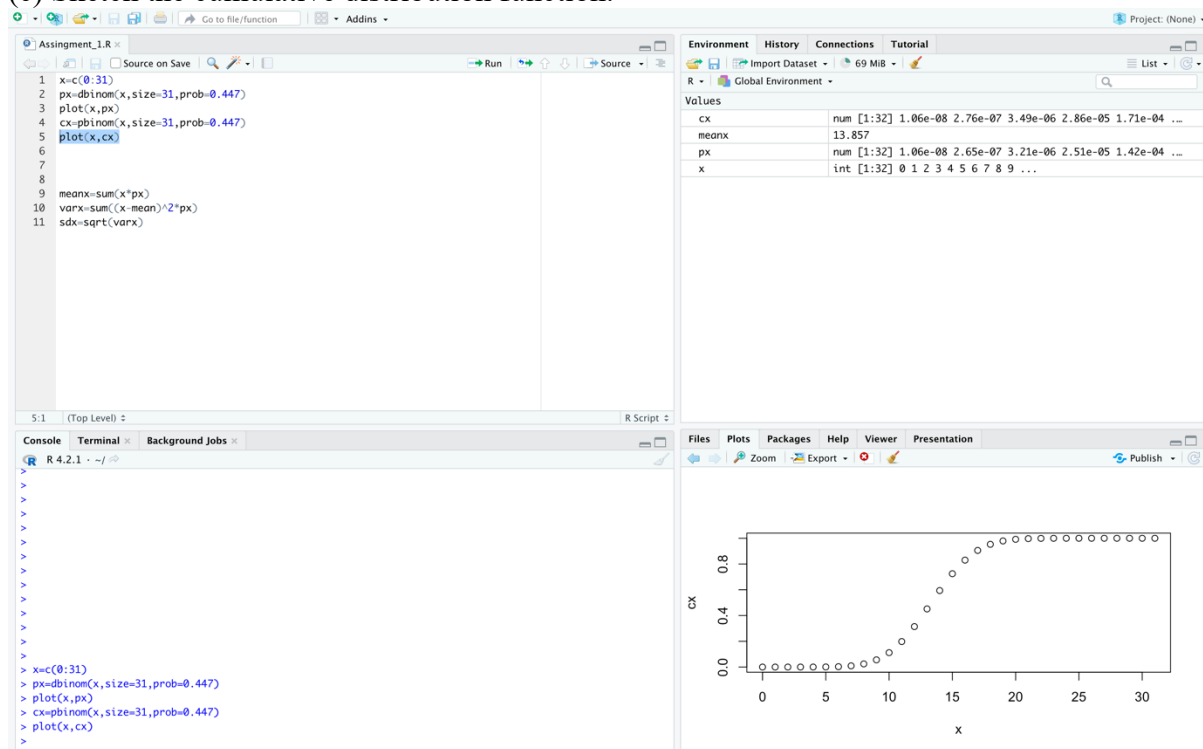 (c) Sketch the cumulative distribution function.
Go to file/function
Addins
Project: (None)
Assingment_1.R
Source on Save
Run
Source
1 x=c(0:31)
2 px=dbinom(x,size=31,prob=0.447)
3 plot(x,px)
4 cx=pbinom(x,size=31,prob=0.447)
5 plot(x,cx)
6
7
8
9 meanx=sum(x*px)
10 varx=sum((x-mean)^2*px)
11 sdx=sqrt(varx)
5:1 (Top Level)
R Script
Environment History Connections Tutorial
Import Dataset
69 MiB
List
R
Global Environment
Values
cx num [1:32] 1.06e-08 2.76e-07 3.49e-06 2.86e-05 1.71e-04 ...
meanx 13.857
px num [1:32] 1.06e-08 2.65e-07 3.21e-06 2.51e-05 1.42e-04 ...
x int [1:32] 0 1 2 3 4 5 6 7 8 9 ...
Console Terminal Background Jobs
R 4.2.1 · ~/
>
>
>
>
>
>
>
>
>
>
>
>
>
>
> x=c(0:31)
> px=dbinom(x,size=31,prob=0.447)
> plot(x,px)
> cx=pbinom(x,size=31,prob=0.447)
> plot(x,cx)
>
Files Plots Packages Help Viewer Presentation
Zoom
Export
Publish
cx
0.8
0.4
0.0
0 5 10 15 20 25 30
x